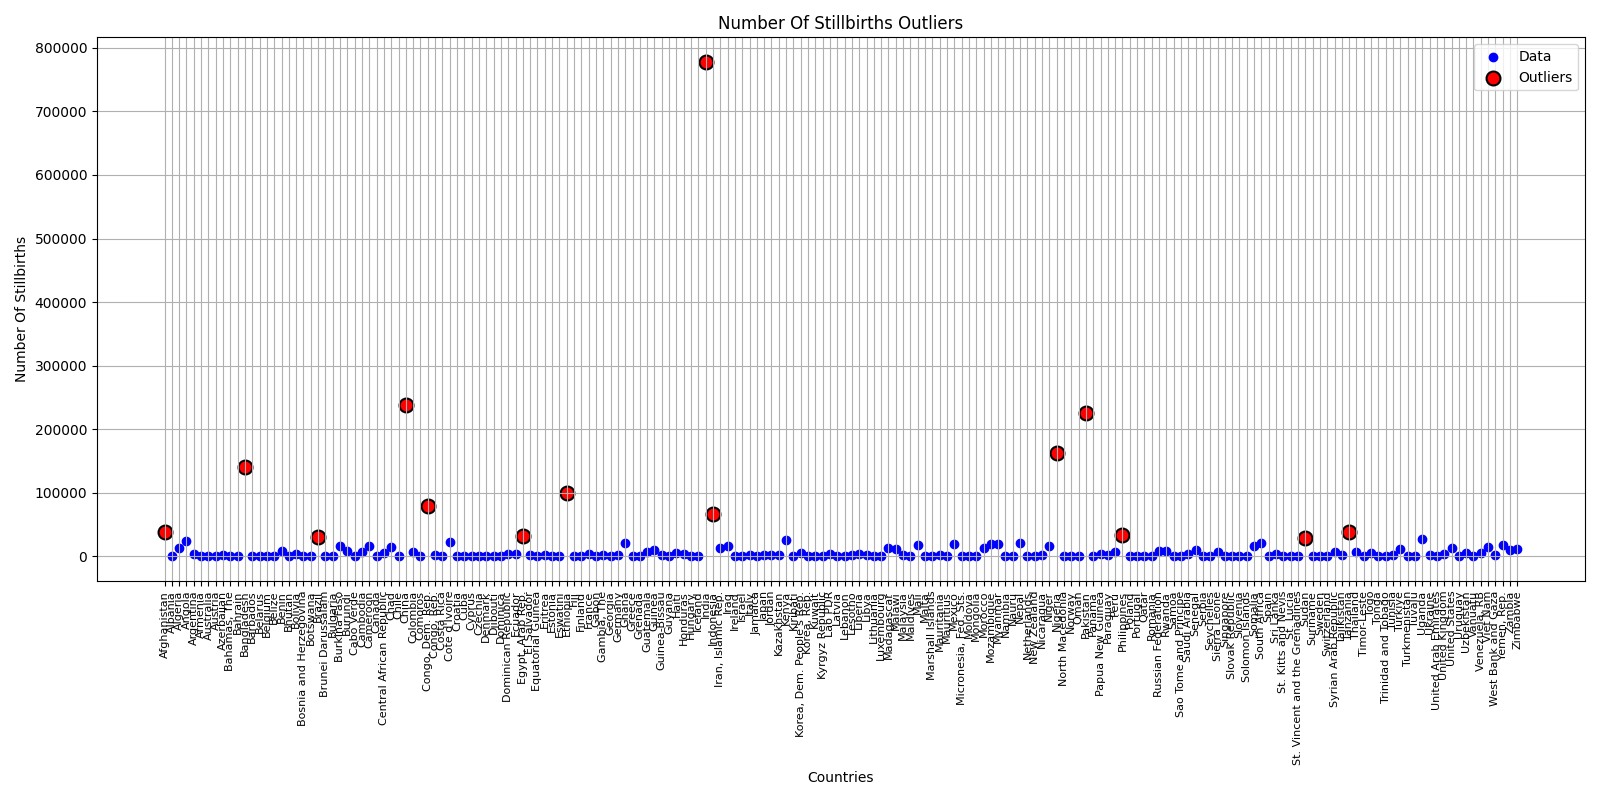 Number Of Stillbirths Outliers
Data
Outliers
Number Of Stillbirths
800000
700000
600000
500000
400000
300000
200000
100000
0
Afghanistan
Albania
Algeria
Angola
Argentina
Armenia
Australia
Austria
Azerbaijan
Bahamas, The
Bahrain
Bangladesh
Barbados
Belarus
Belgium
Belize
Benin
Bhutan
Bolivia
Bosnia and Herzegovina
Botswana
Brazil
Brunei Darussalam
Bulgaria
Burkina Faso
Burundi
Cabo Verde
Cambodia
Cameroon
Canada
Central African Republic
Chad
Chile
China
Colombia
Comoros
Congo, Dem. Rep.
Congo, Rep.
Costa Rica
Cote d'Ivoire
Croatia
Cuba
Cyprus
Czechia
Denmark
Djibouti
Dominica
Dominican Republic
Ecuador
Egypt, Arab Rep.
El Salvador
Equatorial Guinea
Eritrea
Estonia
Eswatini
Ethiopia
Fiji
Finland
France
Gabon
Gambia, The
Georgia
Germany
Ghana
Greece
Grenada
Guatemala
Guinea
Guinea-Bissau
Guyana
Haiti
Honduras
Hungary
Iceland
India
Indonesia
Iran, Islamic Rep.
Iraq
Ireland
Israel
Italy
Jamaica
Japan
Jordan
Kazakhstan
Kenya
Kiribati
Korea, Dem. People's Rep.
Korea, Rep.
Kuwait
Kyrgyz Republic
Lao PDR
Latvia
Lebanon
Lesotho
Liberia
Libya
Lithuania
Luxembourg
Madagascar
Malawi
Malaysia
Maldives
Mali
Malta
Marshall Islands
Mauritania
Mauritius
Mexico
Micronesia, Fed. Sts.
Moldova
Mongolia
Morocco
Mozambique
Myanmar
Namibia
Nauru
Nepal
Netherlands
New Zealand
Nicaragua
Niger
Nigeria
North Macedonia
Norway
Oman
Pakistan
Panama
Papua New Guinea
Paraguay
Peru
Philippines
Poland
Portugal
Qatar
Romania
Russian Federation
Rwanda
Samoa
Sao Tome and Principe
Saudi Arabia
Senegal
Serbia
Seychelles
Sierra Leone
Singapore
Slovak Republic
Slovenia
Solomon Islands
Somalia
South Africa
Spain
Sri Lanka
St. Kitts and Nevis
St. Lucia
St. Vincent and the Grenadines
Sudan
Suriname
Sweden
Switzerland
Syrian Arab Republic
Tajikistan
Tanzania
Thailand
Timor-Leste
Togo
Tonga
Trinidad and Tobago
Tunisia
Turkiye
Turkmenistan
Tuvalu
Uganda
Ukraine
United Arab Emirates
United Kingdom
United States
Uruguay
Uzbekistan
Vanuatu
Venezuela, RB
Viet Nam
West Bank and Gaza
Yemen, Rep.
Zambia
Zimbabwe
Countries